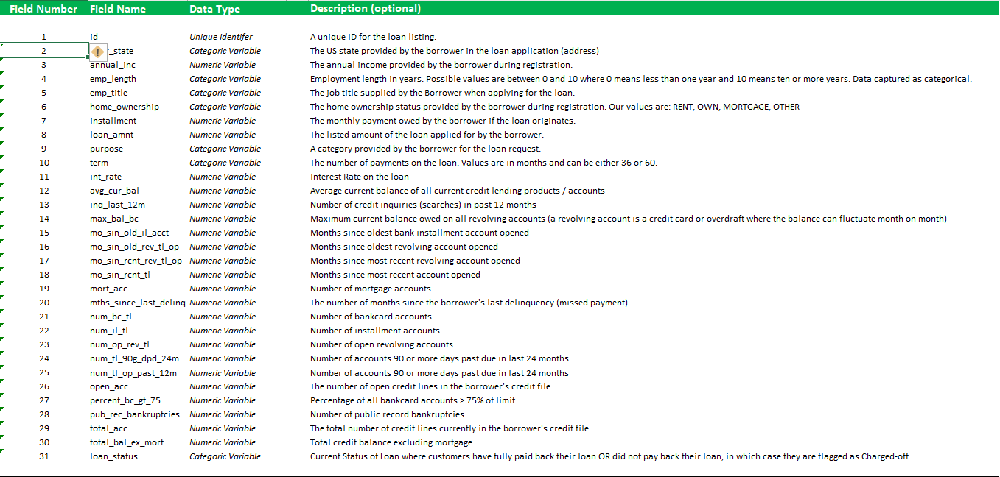 Field Number Field Name Data Type Description (optional)
1 id Unique Identifer A unique ID for the loan listing.
2 r_state Categoric Variable The US state provided by the borrower in the loan application (address)
3 annual_inc Numeric Variable The annual income provided by the borrower during registration.
4 emp_length Categoric Variable Employment length in years. Possible values are between 0 and 10 where 0 means less than one year and 10 means ten or more years. Data captured as categorical.
5 emp_title Categoric Variable The job title supplied by the Borrower when applying for the loan.
6 home_ownership Categoric Variable The home ownership status provided by the borrower during registration. Our values are: RENT, OWN, MORTGAGE, OTHER
7 installment Numeric Variable The monthly payment owed by the borrower if the loan originates.
8 loan_amnt Numeric Variable The listed amount of the loan applied for by the borrower.
9 purpose Categoric Variable A category provided by the borrower for the loan request.
10 term Categoric Variable The number of payments on the loan. Values are in months and can be either 36 or 60.
11 int_rate Numeric Variable Interest Rate on the loan
12 avg_cur_bal Numeric Variable Average current balance of all current credit lending products / accounts
13 inq_last_12m Numeric Variable Number of credit inquiries (searches) in past 12 months
14 max_bal_bc Numeric Variable Maximum current balance owed on all revolving accounts (a revolving account is a credit card or overdraft where the balance can fluctuate month on month)
15 mo_sin_old_il_acct Numeric Variable Months since oldest bank installment account opened
16 mo_sin_old_rev_tl_op Numeric Variable Months since oldest revolving account opened
17 mo_sin_rcnt_rev_tl_op Numeric Variable Months since most recent revolving account opened
18 mo_sin_rcnt_tl Numeric Variable Months since most recent account opened
19 mort_acc Numeric Variable Number of mortgage accounts.
20 mths_since_last_delinq Numeric Variable The number of months since the borrower's last delinquency (missed payment).
21 num_bc_tl Numeric Variable Number of bankcard accounts
22 num_il_tl Numeric Variable Number of installment accounts
23 num_op_rev_tl Numeric Variable Number of open revolving accounts
24 num_tl_90g_dpd_24m Numeric Variable Number of accounts 90 or more days past due in last 24 months
25 num_tl_op_past_12m Numeric Variable Number of accounts 90 or more days past due in last 24 months
26 open_acc Numeric Variable The number of open credit lines in the borrower's credit file.
27 percent_bc_gt_75 Numeric Variable Percentage of all bankcard accounts > 75% of limit.
28 pub_rec_bankruptcies Numeric Variable Number of public record bankruptcies
29 total_acc Numeric Variable The total number of credit lines currently in the borrower's credit file
30 total_bal_ex_mort Numeric Variable Total credit balance excluding mortgage
31 loan_status Categoric Variable Current Status of Loan where customers have fully paid back their loan OR did not pay back their loan, in which case they are flagged as Charged-off